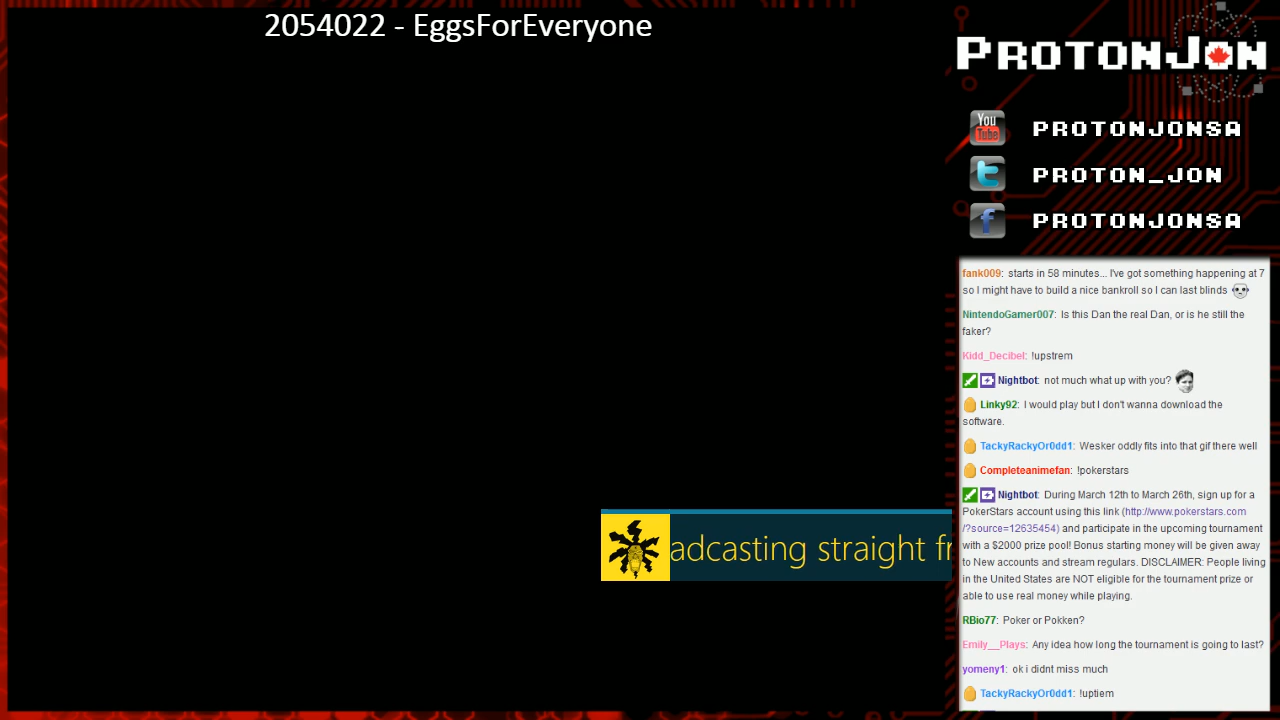 2054022 - EggsForEveryone
PROTONJON
You
Tube
PROTONJONSA
PROTON_JON
PROTONJONSA
fank009: starts in 58 minutes... I've got something happening at 7
so I might have to build a nice bankroll so I can last blinds
NintendoGamer007: Is this Dan the real Dan, or is he still the
faker?
Kidd_Decibel: !upstrem
Nightbot: not much what up with you?
Linky92: I would play but I don't wanna download the
software.
TackyRackyOr0dd1: Wesker oddly fits into that gif there well
Completeanimefan: !pokerstars
Nightbot: During March 12th to March 26th, sign up for a
PokerStars account using this link (http://www.pokerstars.com
/?source=12635454) and participate in the upcoming tournament
with a $2000 prize pool! Bonus starting money will be given away
to New accounts and stream regulars. DISCLAIMER: People living
in the United States are NOT eligible for the tournament prize or
able to use real money while playing.
RBio77: Poker or Pokken?
Emily__Plays: Any idea how long the tournament is going to last?
yomeny1: ok i didnt miss much
TackyRackyOr0dd1: !uptiem
adcasting straight fr